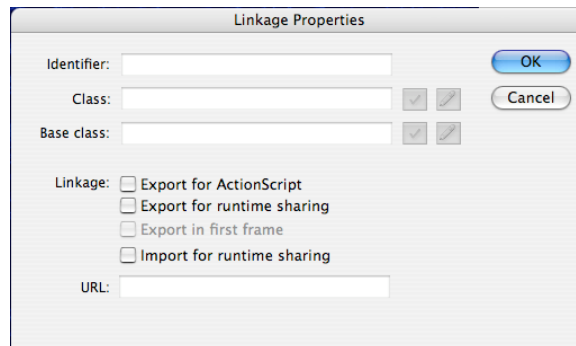 Linkage Properties
Identifier:
OK
Class:
Cancel
Base class:
Linkage:
Export for ActionScript
Export for runtime sharing
Export in first frame
Import for runtime sharing
URL: